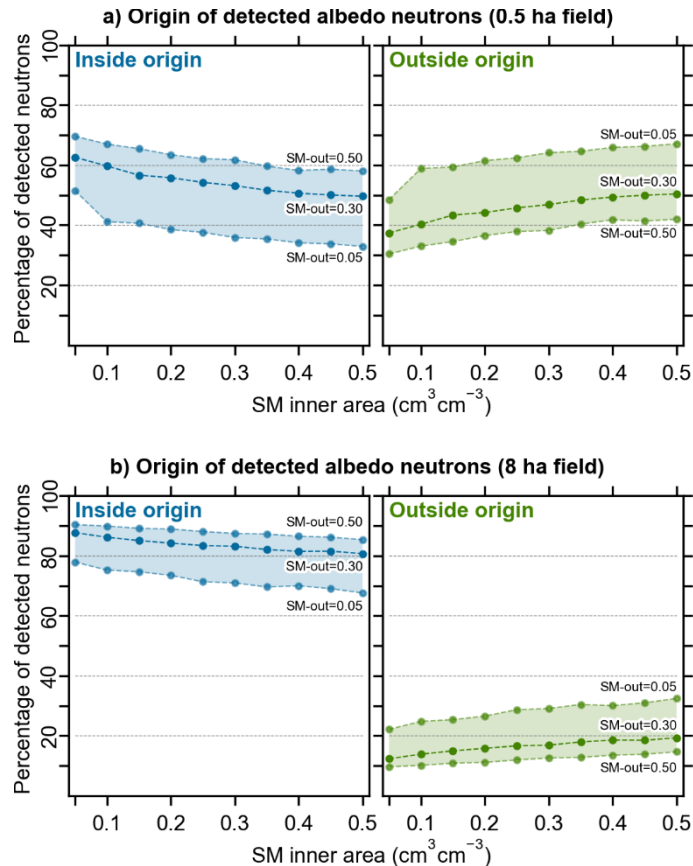 a) Origin of detected albedo neutrons (0.5 ha field)
Percentage of detected neutrons
100
80
60
40
20
Inside origin
SM-out=0.50
SM-out=0.30
SM-out=0.05
Outside origin
SM-out=0.05
SM-out=0.30
SM-out=0.50
0.1 0.2 0.3 0.4 0.5
0.1 0.2 0.3 0.4 0.5
SM inner area (cm³cm⁻³)
b) Origin of detected albedo neutrons (8 ha field)
Percentage of detected neutrons
100
80
60
40
20
Inside origin
SM-out=0.50
SM-out=0.30
SM-out=0.05
Outside origin
SM-out=0.05
SM-out=0.30
SM-out=0.50
0.1 0.2 0.3 0.4 0.5
0.1 0.2 0.3 0.4 0.5
SM inner area (cm³cm⁻³)